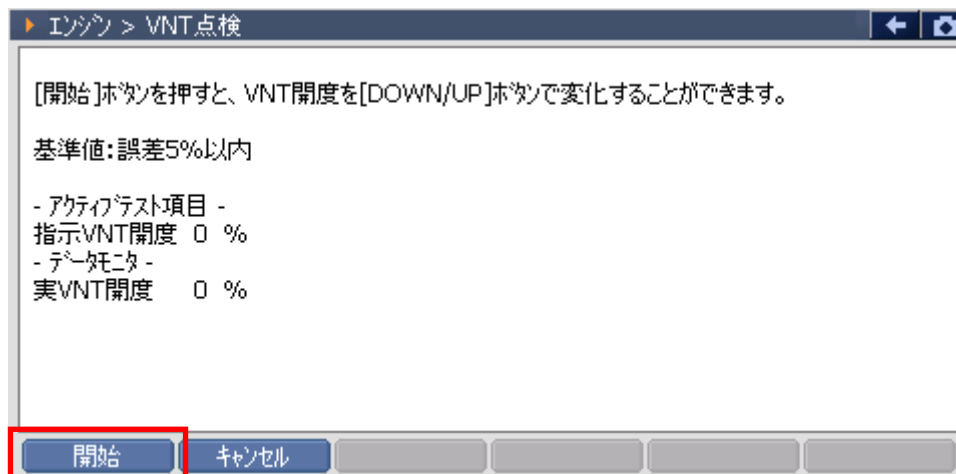 エンジン > VNT点検
[開始]ボタンを押すと、VNT開度を[DOWN/UP]ボタンで変化することができます。
基準値:誤差5%以内
- アクティブテスト項目 -
指示VNT開度 0 %
- データモニタ -
実VNT開度 0 %
開始 キャンセル